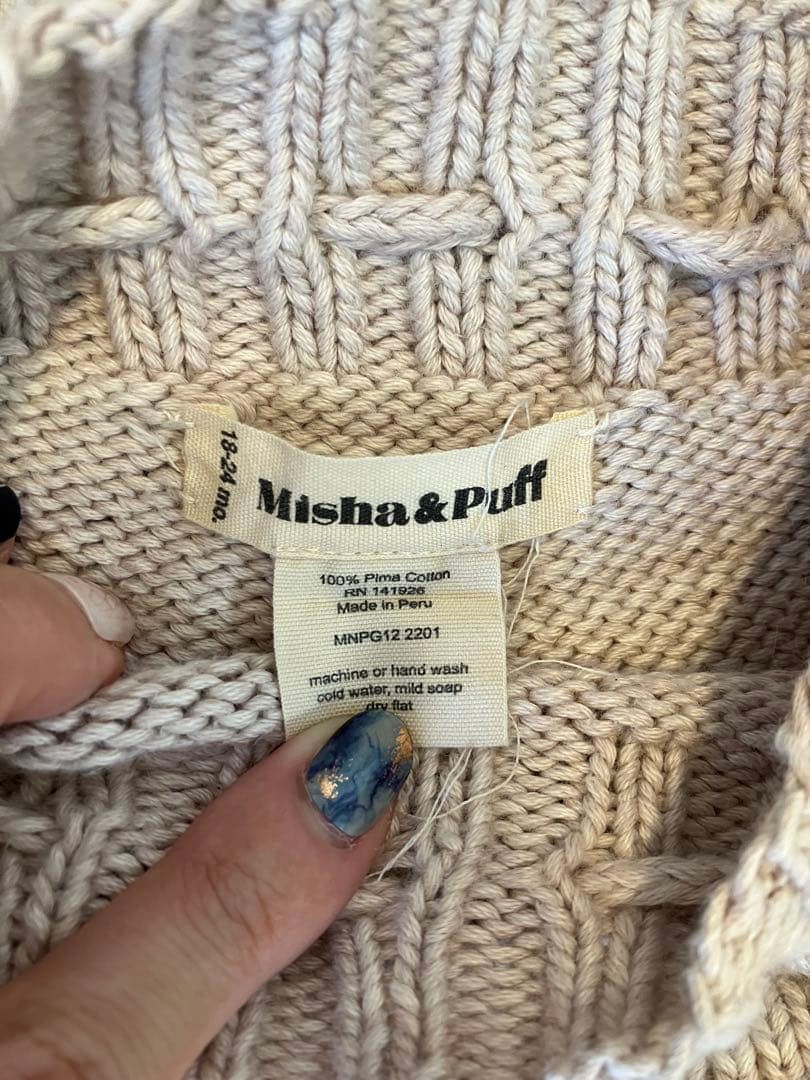 18-24 mo.
Misha&Puff
100% Pima Cotton
RN 141926
Made in Peru
MNPG12 2201
machine or hand wash
cold water, mild soap
dry flat